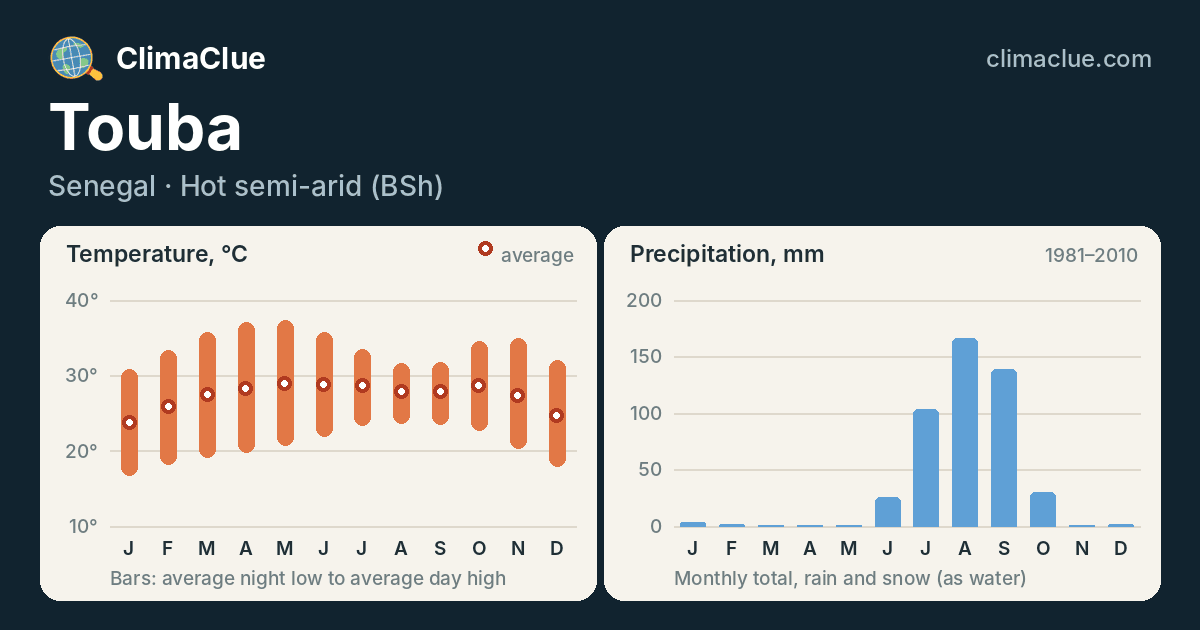 ClimaClue
climaclue.com
Touba
Senegal · Hot semi-arid (BSh)
Temperature, °C
average
40°
30°
20°
10°
J F M A M J J A S O N D
Bars: average night low to average day high
Precipitation, mm
1981–2010
200
150
100
50
0
J F M A M J J A S O N D
Monthly total, rain and snow (as water)